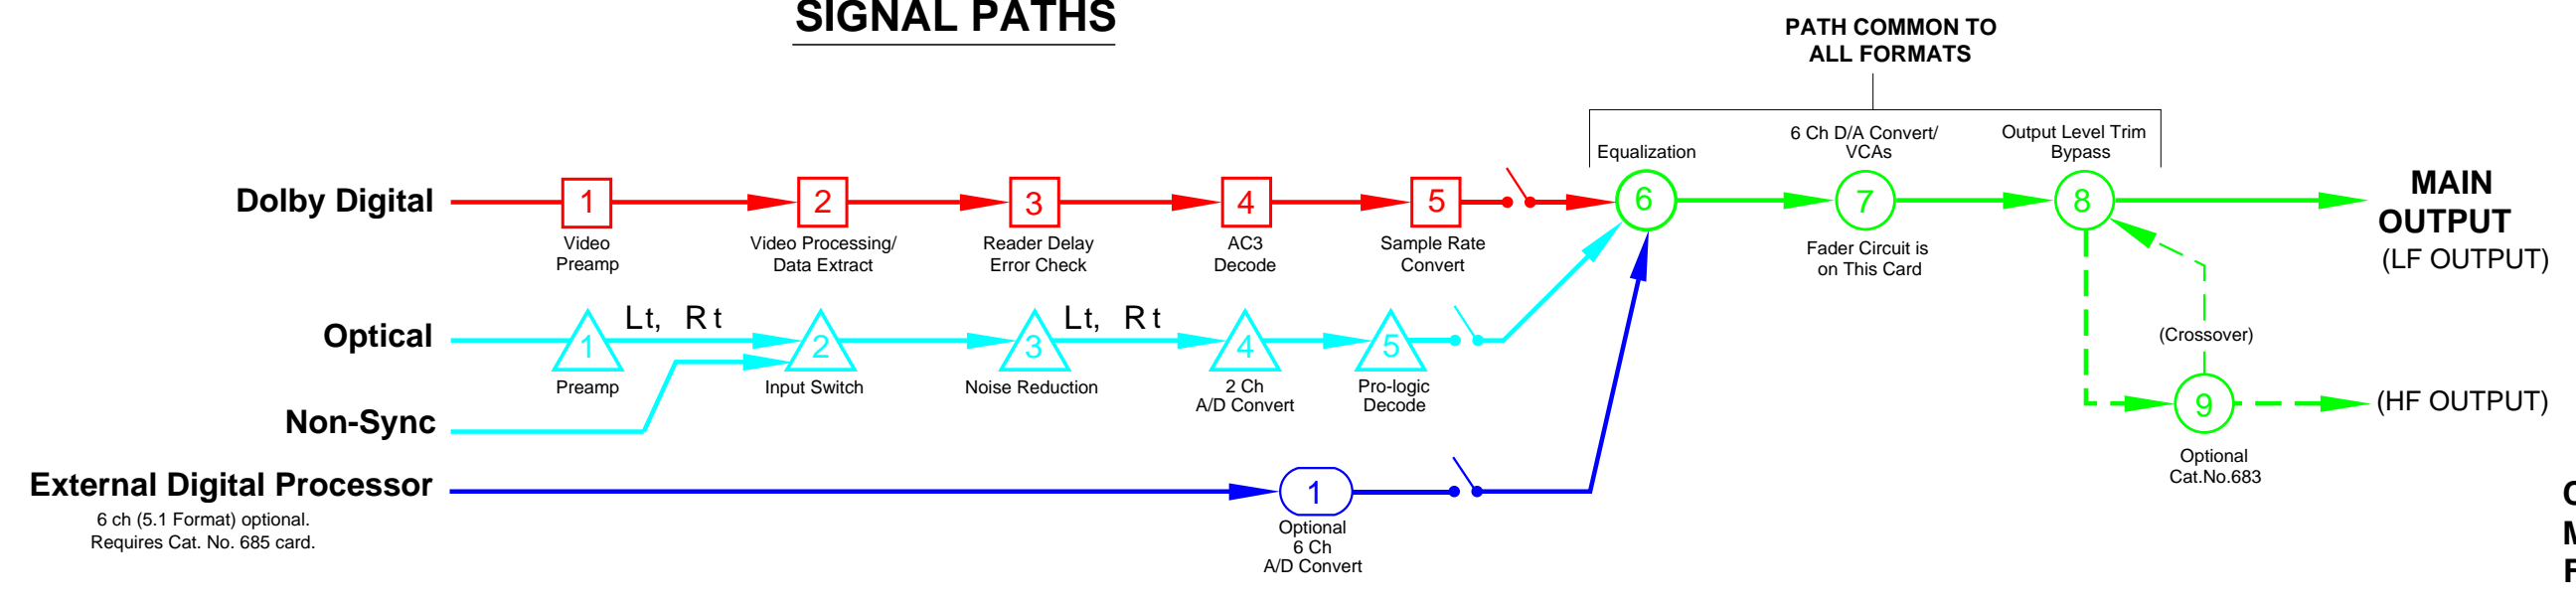 SIGNAL PATHS
PATH COMMON TO
ALL FORMATS
Equalization
6 Ch D/A Convert/
VCAs
Output Level Trim
Bypass
Dolby Digital
1
2
3
4
5
6
7
8
MAIN
OUTPUT
(LF OUTPUT)
Video
Preamp
Video Processing/
Data Extract
Reader Delay
Error Check
AC3
Decode
Sample Rate
Convert
Fader Circuit is
on This Card
Optical
1
Lt, Rt
2
3
Lt, Rt
4
5
(Crossover)
Preamp
Input Switch
Noise Reduction
2 Ch
A/D Convert
Pro-logic
Decode
9
(HF OUTPUT)
Non-Sync
Optional
Cat.No.683
External Digital Processor
6 ch (5.1 Format) optional.
Requires Cat. No. 685 card.
1
Optional
6 Ch
A/D Convert